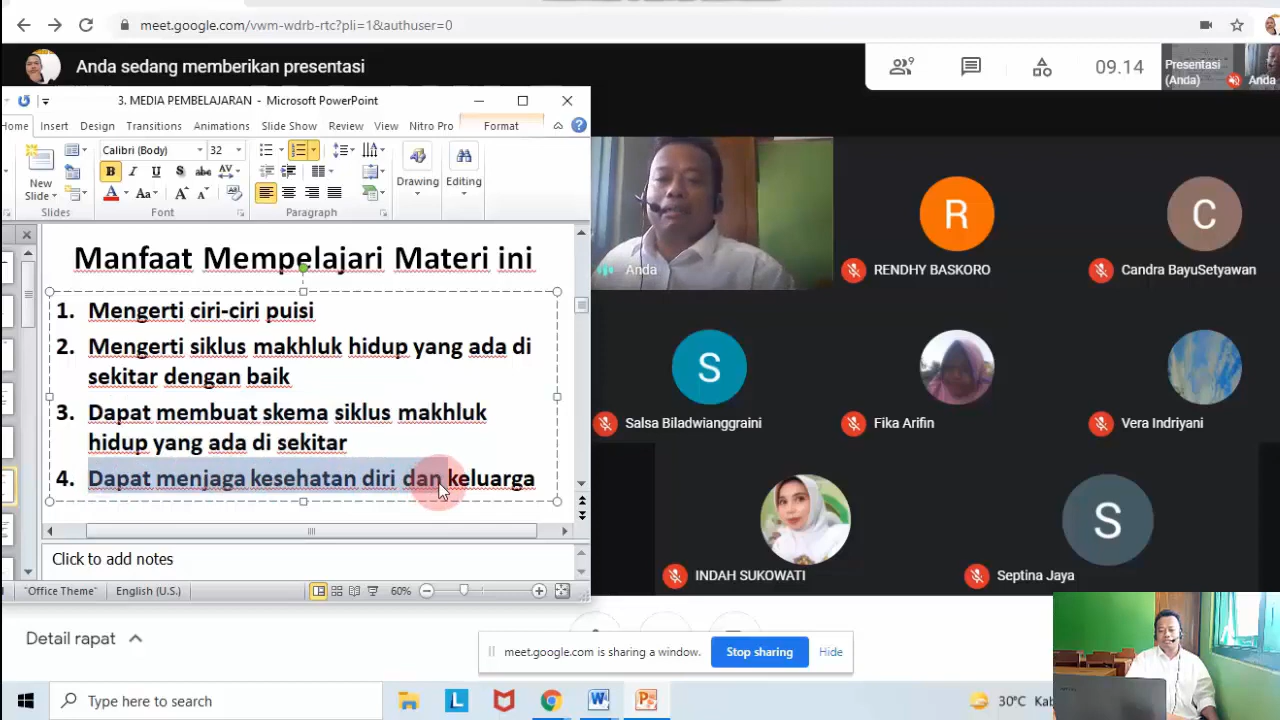 meet.google.com/vwm-wdrb-rtc?pli=1&authuser=0
Anda sedang memberikan presentasi
9
09.14
Presentasi
(Anda)
Anda
3. MEDIA PEMBELAJARAN - Microsoft PowerPoint
Home Insert Design Transitions Animations Slide Show Review View Nitro Pro Format
Calibri (Body) 32
New
Slide
Drawing
Editing
Slides Font Paragraph
Manfaat Mempelajari Materi ini
1. Mengerti ciri-ciri puisi
2. Mengerti siklus makhluk hidup yang ada di
sekitar dengan baik
3. Dapat membuat skema siklus makhluk
hidup yang ada di sekitar
4. Dapat menjaga kesehatan diri dan keluarga
Click to add notes
"Office Theme" English (U.S.) 60%
Anda
R
RENDHY BASKORO
C
Candra BayuSetyawan
S
Salsa Biladwianggraini
Fika Arifin
Vera Indriyani
INDAH SUKOWATI
S
Septina Jaya
Detail rapat
meet.google.com is sharing a window.
Stop sharing
Hide
Type here to search
30°C Kab